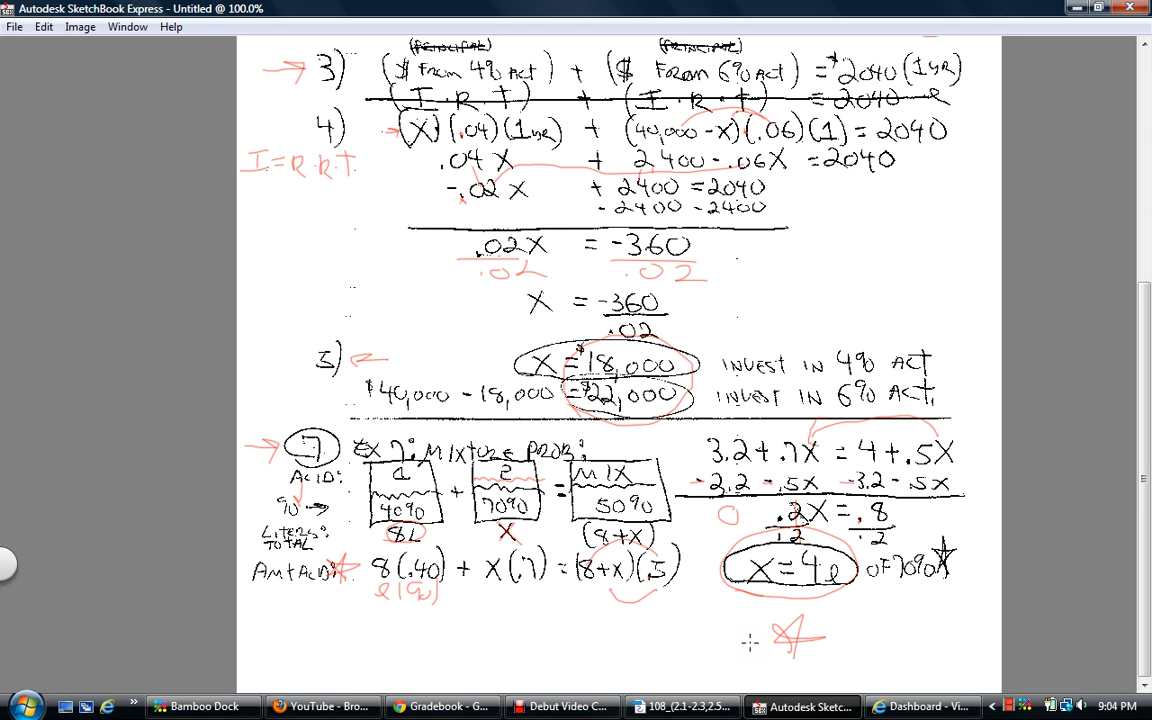 Autodesk SketchBook Express - Untitled @ 100.0%
File Edit Image Window Help
(PRINCIPAL) (PRINCIPAL)
3) ($ From 4% Act) + ($ From 6% Act) = $2040 (1 yr)
(I·R·T) + (I·R·T) = 2040
4) (X)(.04)(1yr) + (40,000 - X)(.06)(1) = 2040
I = P.R.T
.04X + 2400 - .06X = 2040
-.02X + 2400 = 2040
- 2400 - 2400
.02X = -360
.02 .02
X = -360
.02
5) X = $18,000 INVEST IN 4% ACT
$40,000 - 18,000 = $22,000 INVEST IN 6% ACT.
7 EX 7: MIXTURE PROB:
ACID: 1 2 MIX
% → 40% + 70% = 50%
LITERS: TOTAL 8L X (8+X)
Amt Acid: 8(.40) + X(.7) = (8+X)(.5)
l (%)
3.2 + .7X = 4 + .5X
- 3.2 - .5X - 3.2 - .5X
0 .2X = .8
.2 .2
X = 4l OF 70%
Bamboo Dock YouTube - Bro... Gradebook - G... Debut Video C... 108_(2.1-2.3,2.5... Autodesk Sketc... Dashboard - Vi... 9:04 PM